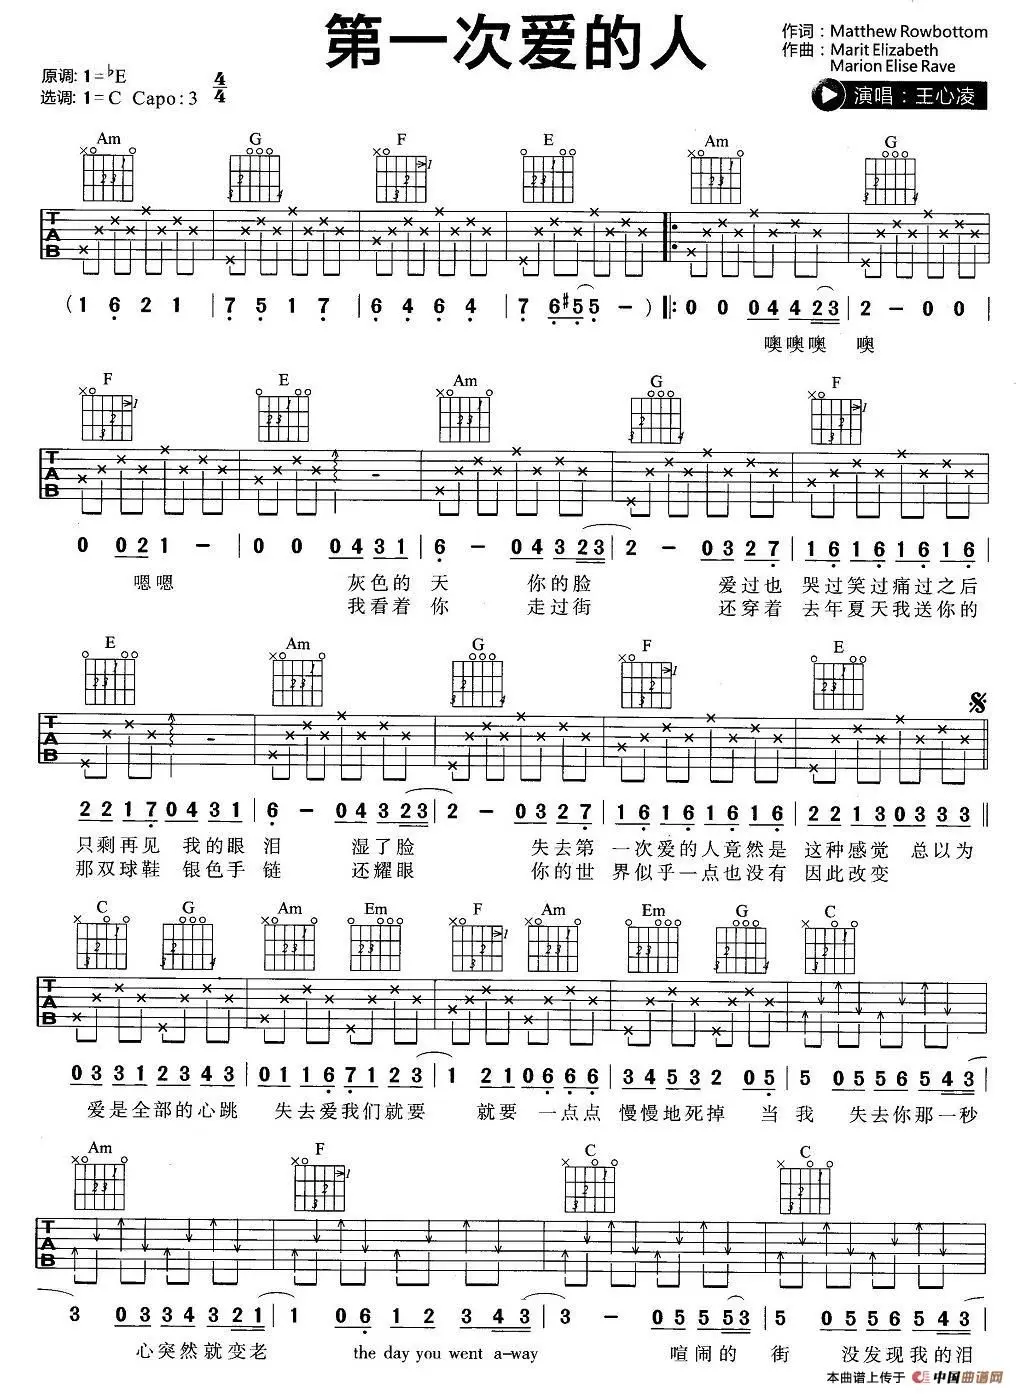 第一次爱的人
作词：Matthew Rowbottom
作曲：Marit Elizabeth
Marion Elise Rave
原调: 1=♭E 4/4
选调: 1=C Capo: 3
演唱：王心凌
Am G F E Am G
T A B
(1 6 2 1 | 7 5 1 7 | 6 4 6 4 | 7 6 #5 5 - ) ‖: 0 0 0 4 4 2 3 | 2 - 0 0 |
噢噢噢 噢
F E Am G F
T A B
0 0 2 1 - | 0 0 0 4 3 1 | 6 - 0 4 3 2 3 | 2 - 0 3 2 7 | 1 6 1 6 1 6 1 6 |
嗯嗯 灰色的 天 你的脸 爱过也 哭过笑过痛过之后
我看着 你 走过街 还穿着 去年夏天我送你的
E Am G F E
T A B
2 2 1 7 0 4 3 1 | 6 - 0 4 3 2 3 | 2 - 0 3 2 7 | 1 6 1 6 1 6 1 6 | 2 2 1 3 0 3 3 3 ‖
只剩再见 我的眼 泪 湿了脸 失去第 一次爱的人竟然是 这种感觉 总以为
那双球鞋 银色手 链 还耀眼 你的世 界似乎一点也没有 因此改变
C G Am Em F Am Em G C
T A B
0 3 3 1 2 3 4 3 | 0 1 1 6 7 1 2 3 | 1 2 1 0 6 6 6 | 3 4 5 3 2 0 5 | 5 0 5 5 6 5 4 3 |
爱是全部的心跳 失去爱我们就要 就要 一点点 慢慢地死掉 当 我 失去你那一秒
Am F C C
T A B
3 0 3 3 4 3 2 1 | 1 0 6 1 2 3 4 3 | 3 - 0 5 5 5 3 | 5 0 5 5 6 5 4 3 |
心突然就变老 the day you went a-way 喧闹的 街 没发现我的泪
本曲谱上传于 中国曲谱网